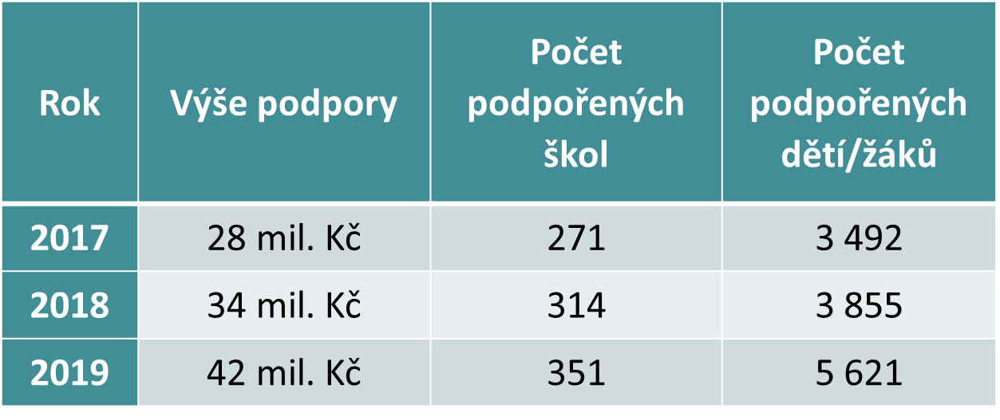 Rok
Výše podpory
Počet
podpořených
škol
Počet
podpořených
dětí/žáků
2017 28 mil. Kč 271 3 492
2018 34 mil. Kč 314 3 855
2019 42 mil. Kč 351 5 621